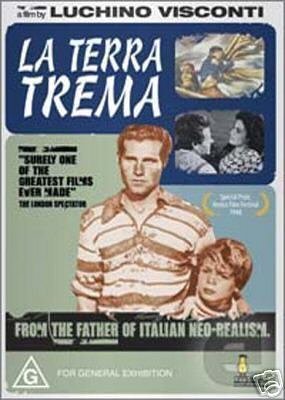 a film by LUCHINO VISCONTI
LA TERRA
TREMA
"SURELY ONE
OF THE
GREATEST FILMS
EVER MADE"
THE LONDON SPECTATOR
Special Prize,
Venice Film Festival
1948
FROM THE FATHER OF ITALIAN NEO-REALISM.
G
FOR GENERAL EXHIBITION